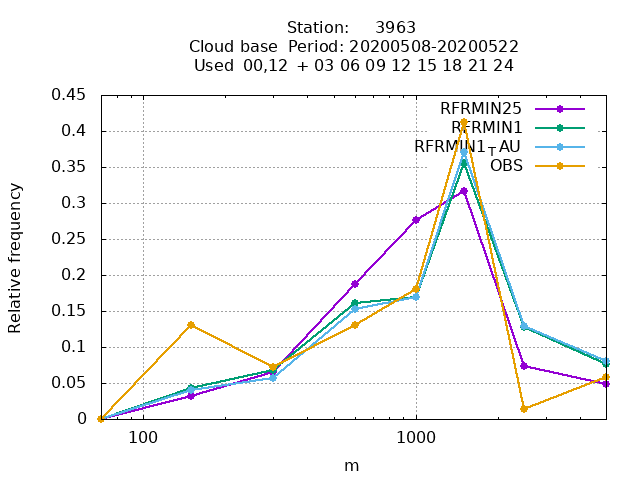 Station: 3963
Cloud base Period: 20200508-20200522
Used 00,12 + 03 06 09 12 15 18 21 24
0.45
0.4
0.35
0.3
0.25
0.2
0.15
0.1
0.05
0
Relative frequency
RFRMIN25
RFRMIN1
RFRMIN1TAU
OBS
100
1000
m